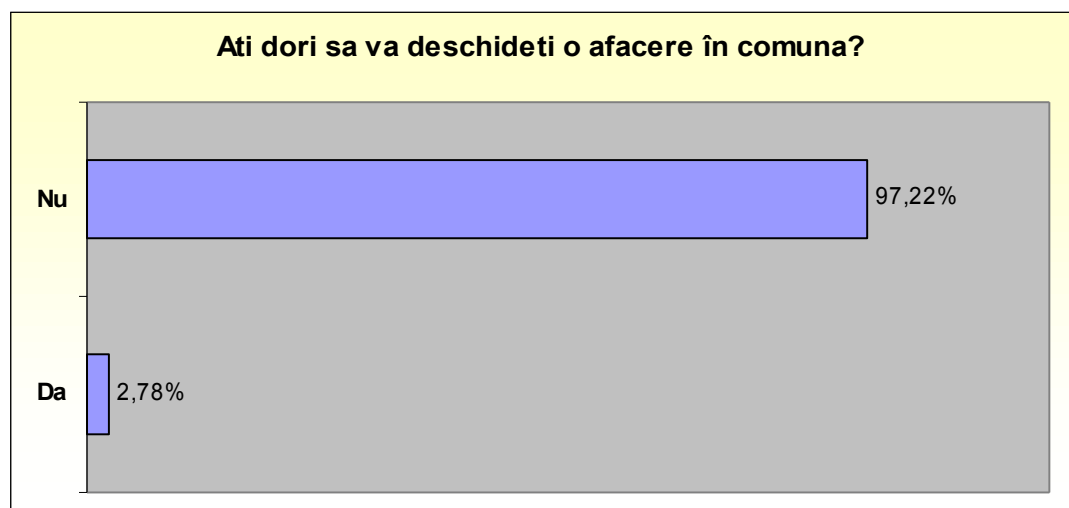 Ati dori sa va deschideti o afacere în comuna?
Nu
97,22%
Da
2,78%